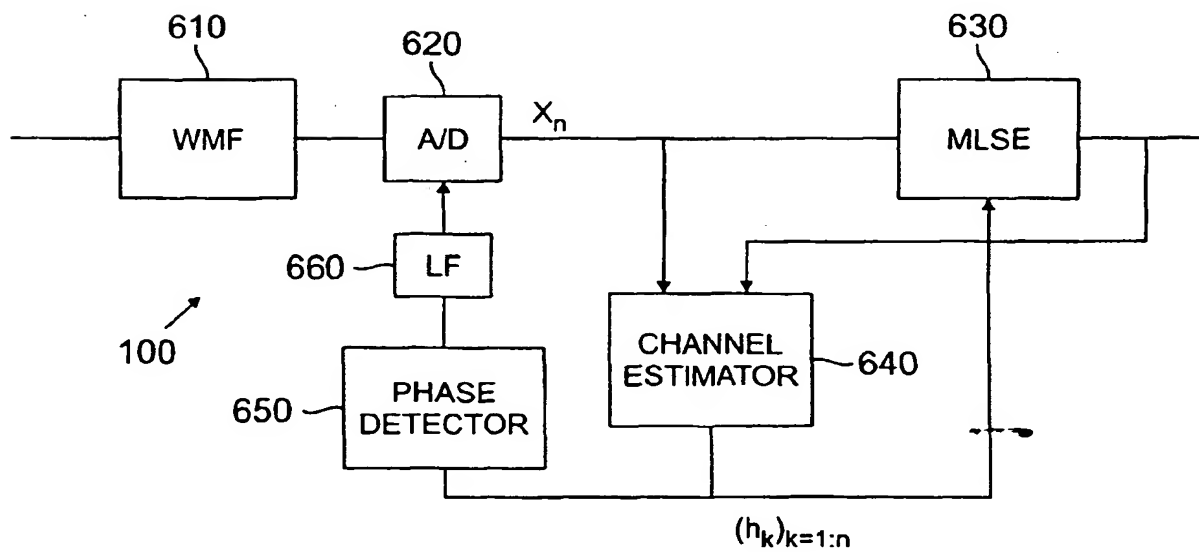 610
620
630
WMF
A/D
Xn
MLSE
660
LF
100
650
PHASE
DETECTOR
CHANNEL
ESTIMATOR
640
(hk)k=1:n